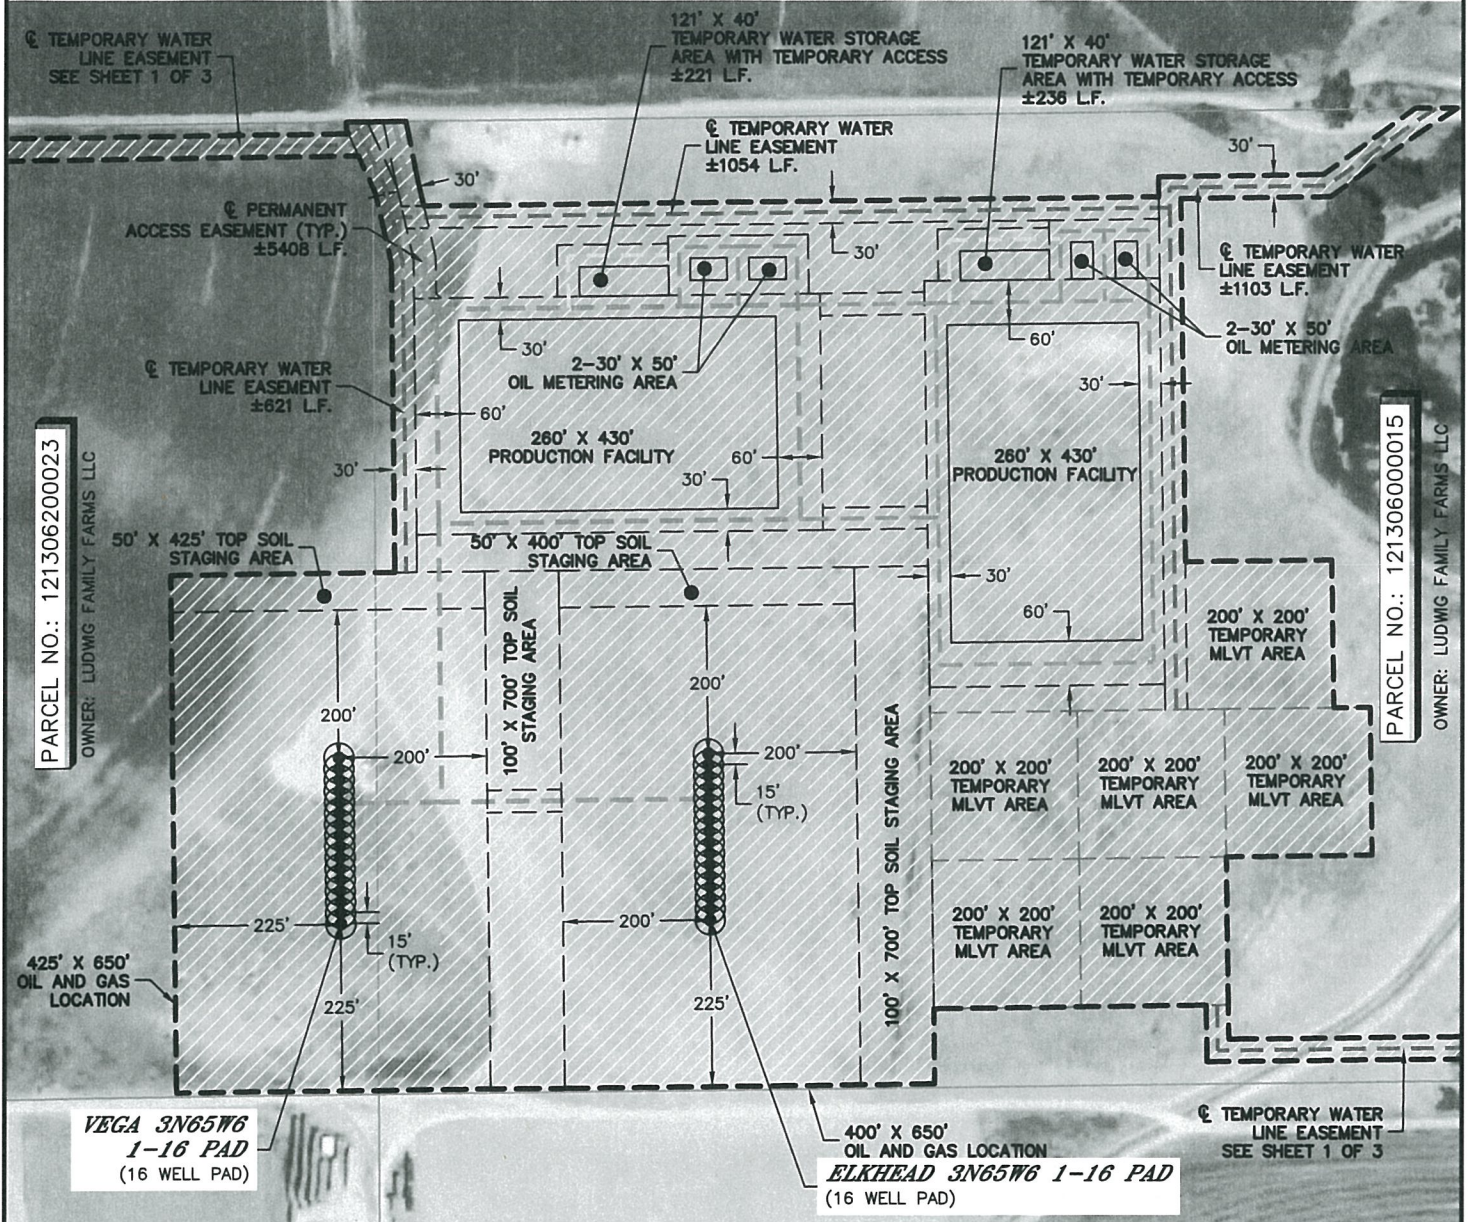 ℄ TEMPORARY WATER
LINE EASEMENT
SEE SHEET 1 OF 3
121' X 40'
TEMPORARY WATER STORAGE
AREA WITH TEMPORARY ACCESS
±221 L.F.
121' X 40'
TEMPORARY WATER STORAGE
AREA WITH TEMPORARY ACCESS
±236 L.F.
℄ TEMPORARY WATER
LINE EASEMENT
±1054 L.F.
30'
30'
℄ PERMANENT
ACCESS EASEMENT (TYP.)
±5408 L.F.
30'
℄ TEMPORARY WATER
LINE EASEMENT
±1103 L.F.
30'
2-30' X 50'
OIL METERING AREA
60'
2-30' X 50'
OIL METERING AREA
℄ TEMPORARY WATER
LINE EASEMENT
±621 L.F.
30'
60'
260' X 430'
PRODUCTION FACILITY
60'
30'
30'
260' X 430'
PRODUCTION FACILITY
PARCEL NO.: 121306200023
OWNER: LUDWIG FAMILY FARMS LLC
PARCEL NO.: 121306000015
OWNER: LUDWIG FAMILY FARMS LLC
50' X 425' TOP SOIL
STAGING AREA
50' X 400' TOP SOIL
STAGING AREA
30'
60'
200' X 200'
TEMPORARY
MLVT AREA
100' X 700' TOP SOIL
STAGING AREA
200'
200'
200'
200'
15'
(TYP.)
100' X 700' TOP SOIL STAGING AREA
200' X 200'
TEMPORARY
MLVT AREA
200' X 200'
TEMPORARY
MLVT AREA
200' X 200'
TEMPORARY
MLVT AREA
225'
15'
(TYP.)
200'
200' X 200'
TEMPORARY
MLVT AREA
200' X 200'
TEMPORARY
MLVT AREA
425' X 650'
OIL AND GAS
LOCATION
225'
225'
VEGA 3N65W6
1-16 PAD
(16 WELL PAD)
400' X 650'
OIL AND GAS LOCATION
ELKHEAD 3N65W6 1-16 PAD
(16 WELL PAD)
℄ TEMPORARY WATER
LINE EASEMENT
SEE SHEET 1 OF 3